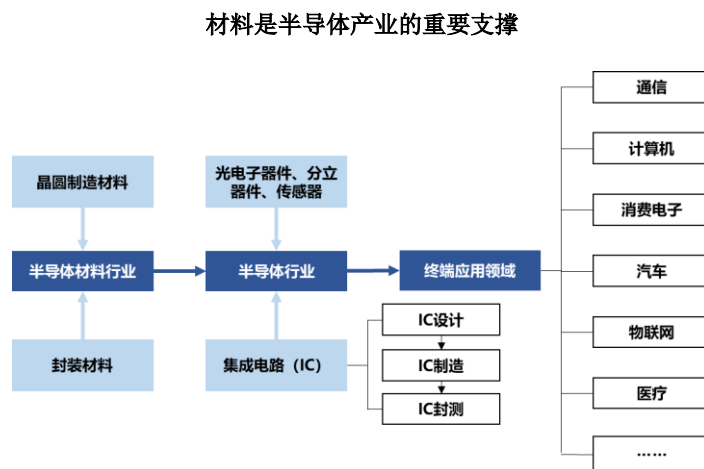 材料是半导体产业的重要支撑
通信
计算机
晶圆制造材料
光电子器件、分立
器件、传感器
消费电子
半导体材料行业
半导体行业
终端应用领域
汽车
IC设计
物联网
封装材料
集成电路（IC）
IC制造
医疗
IC封测
……